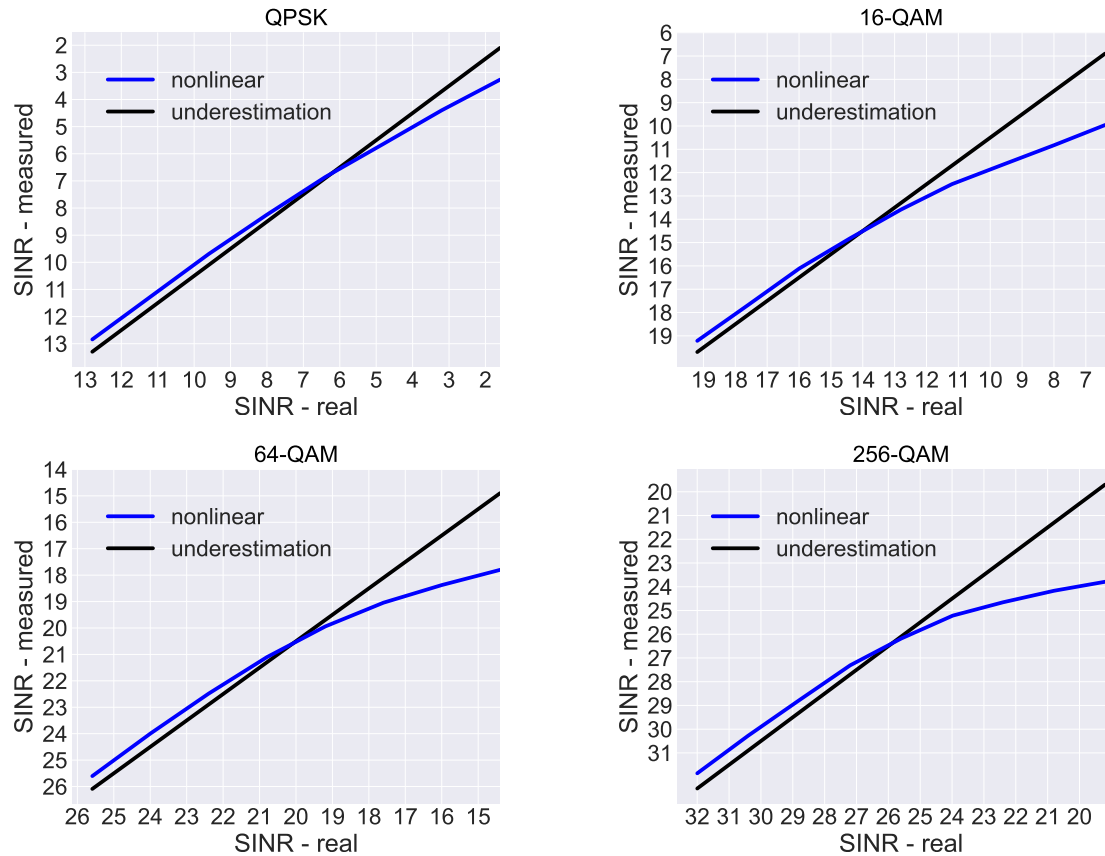 QPSK
2
3
4
5
6
7
8
9
10
11
12
13
SINR - measured
nonlinear
underestimation
13 12 11 10 9 8 7 6 5 4 3 2
SINR - real
16-QAM
6
7
8
9
10
11
12
13
14
15
16
17
18
19
SINR - measured
nonlinear
underestimation
19 18 17 16 15 14 13 12 11 10 9 8 7
SINR - real
64-QAM
14
15
16
17
18
19
20
21
22
23
24
25
26
SINR - measured
nonlinear
underestimation
26 25 24 23 22 21 20 19 18 17 16 15
SINR - real
256-QAM
20
21
22
23
24
25
26
27
28
29
30
31
SINR - measured
nonlinear
underestimation
32 31 30 29 28 27 26 25 24 23 22 21 20
SINR - real